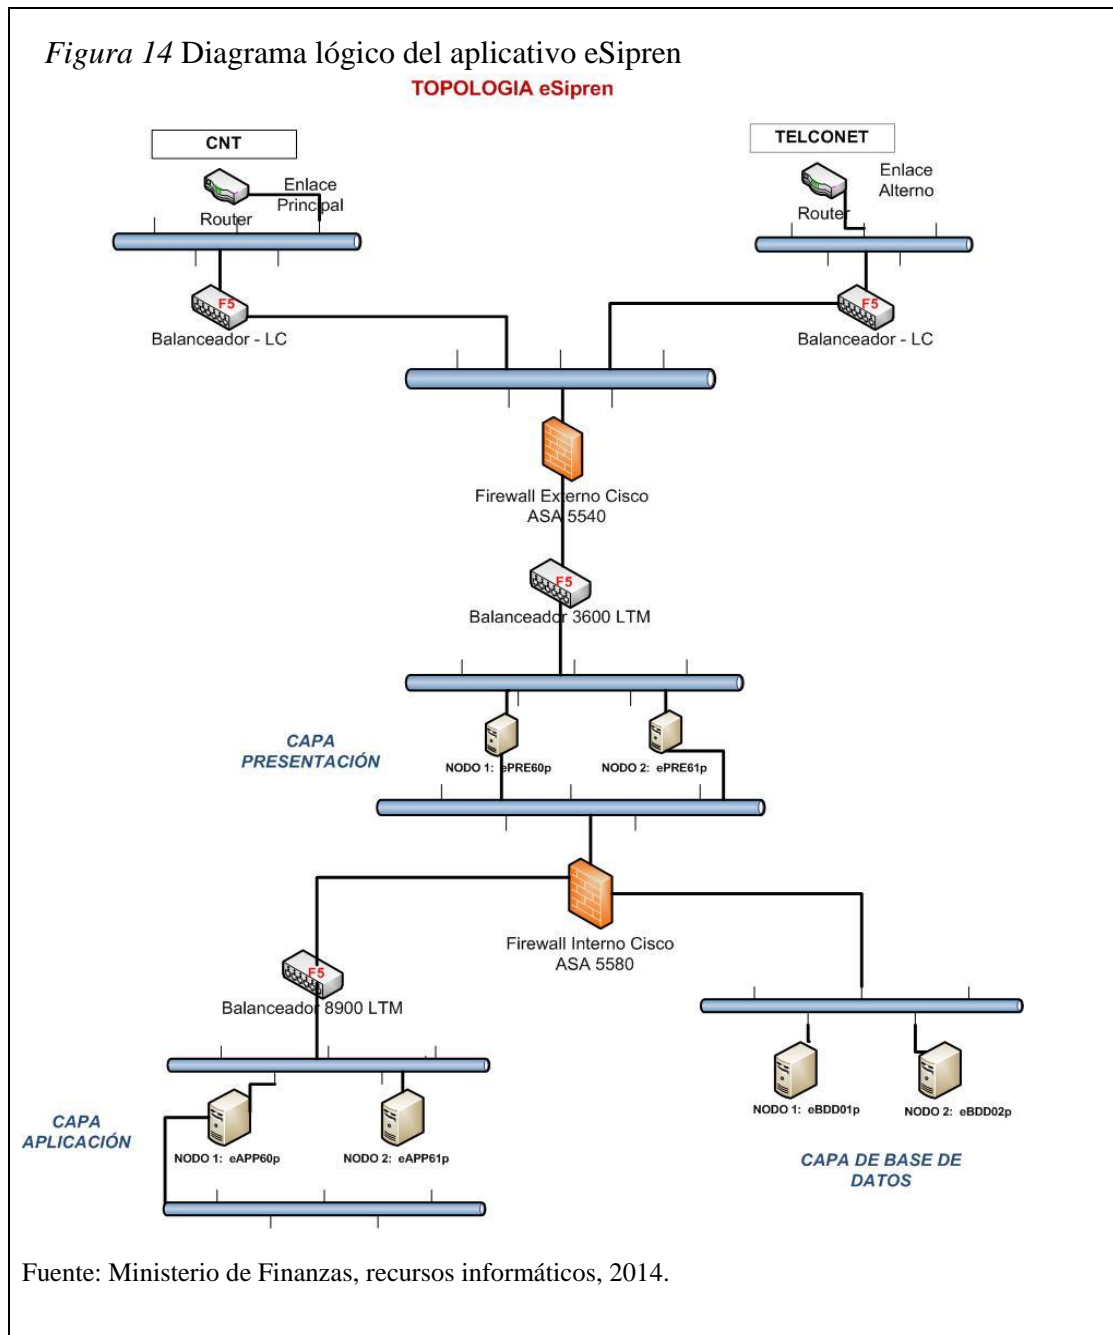 Figura 14 Diagrama lógico del aplicativo eSipren
TOPOLOGIA eSipren
CNT
Enlace
Principal
Router
TELCONET
Enlace
Alterno
Router
F5
Balanceador - LC
F5
Balanceador - LC
Firewall Externo Cisco
ASA 5540
F5
Balanceador 3600 LTM
CAPA
PRESENTACIÓN
NODO 1: ePRE60p
NODO 2: ePRE61p
Firewall Interno Cisco
ASA 5580
F5
Balanceador 8900 LTM
CAPA
APLICACIÓN
NODO 1: eAPP60p
NODO 2: eAPP61p
NODO 1: eBDD01p
NODO 2: eBDD02p
CAPA DE BASE DE
DATOS
Fuente: Ministerio de Finanzas, recursos informáticos, 2014.